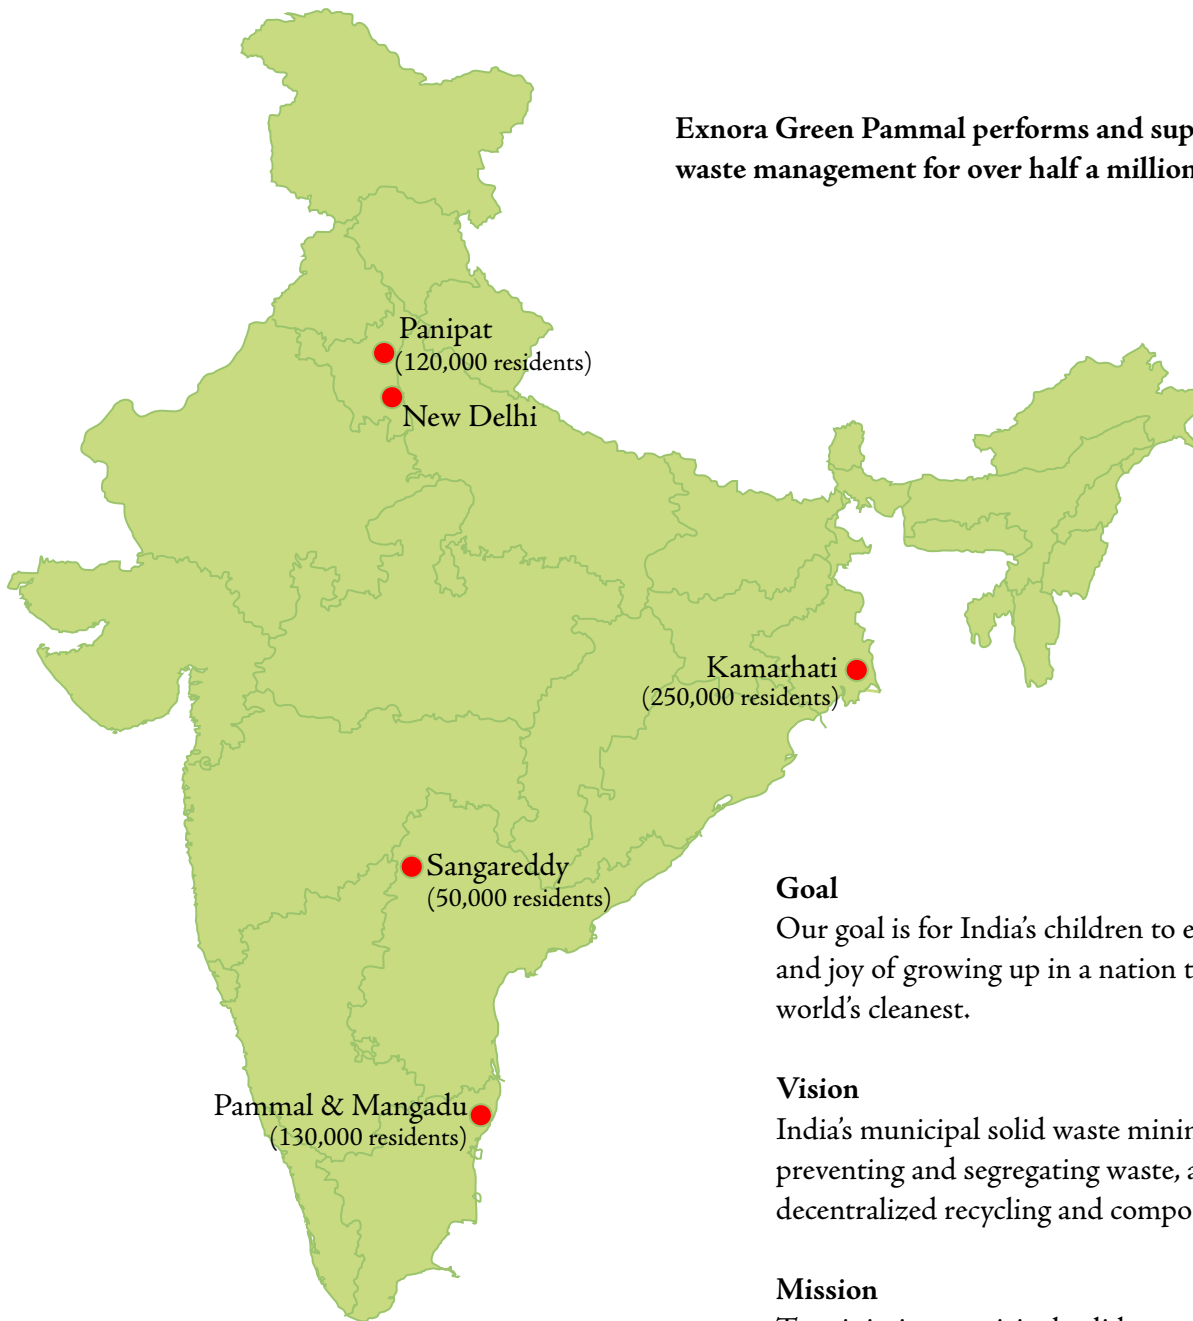 Exnora Green Pammal performs and sup
waste management for over half a million
Panipat
(120,000 residents)
New Delhi
Kamarhati
(250,000 residents)
Sangareddy
(50,000 residents)
Pammal & Mangadu
(130,000 residents)
Goal
Our goal is for India’s children to e
and joy of growing up in a nation t
world’s cleanest.
Vision
India’s municipal solid waste minin
preventing and segregating waste, a
decentralized recycling and compo
Mission